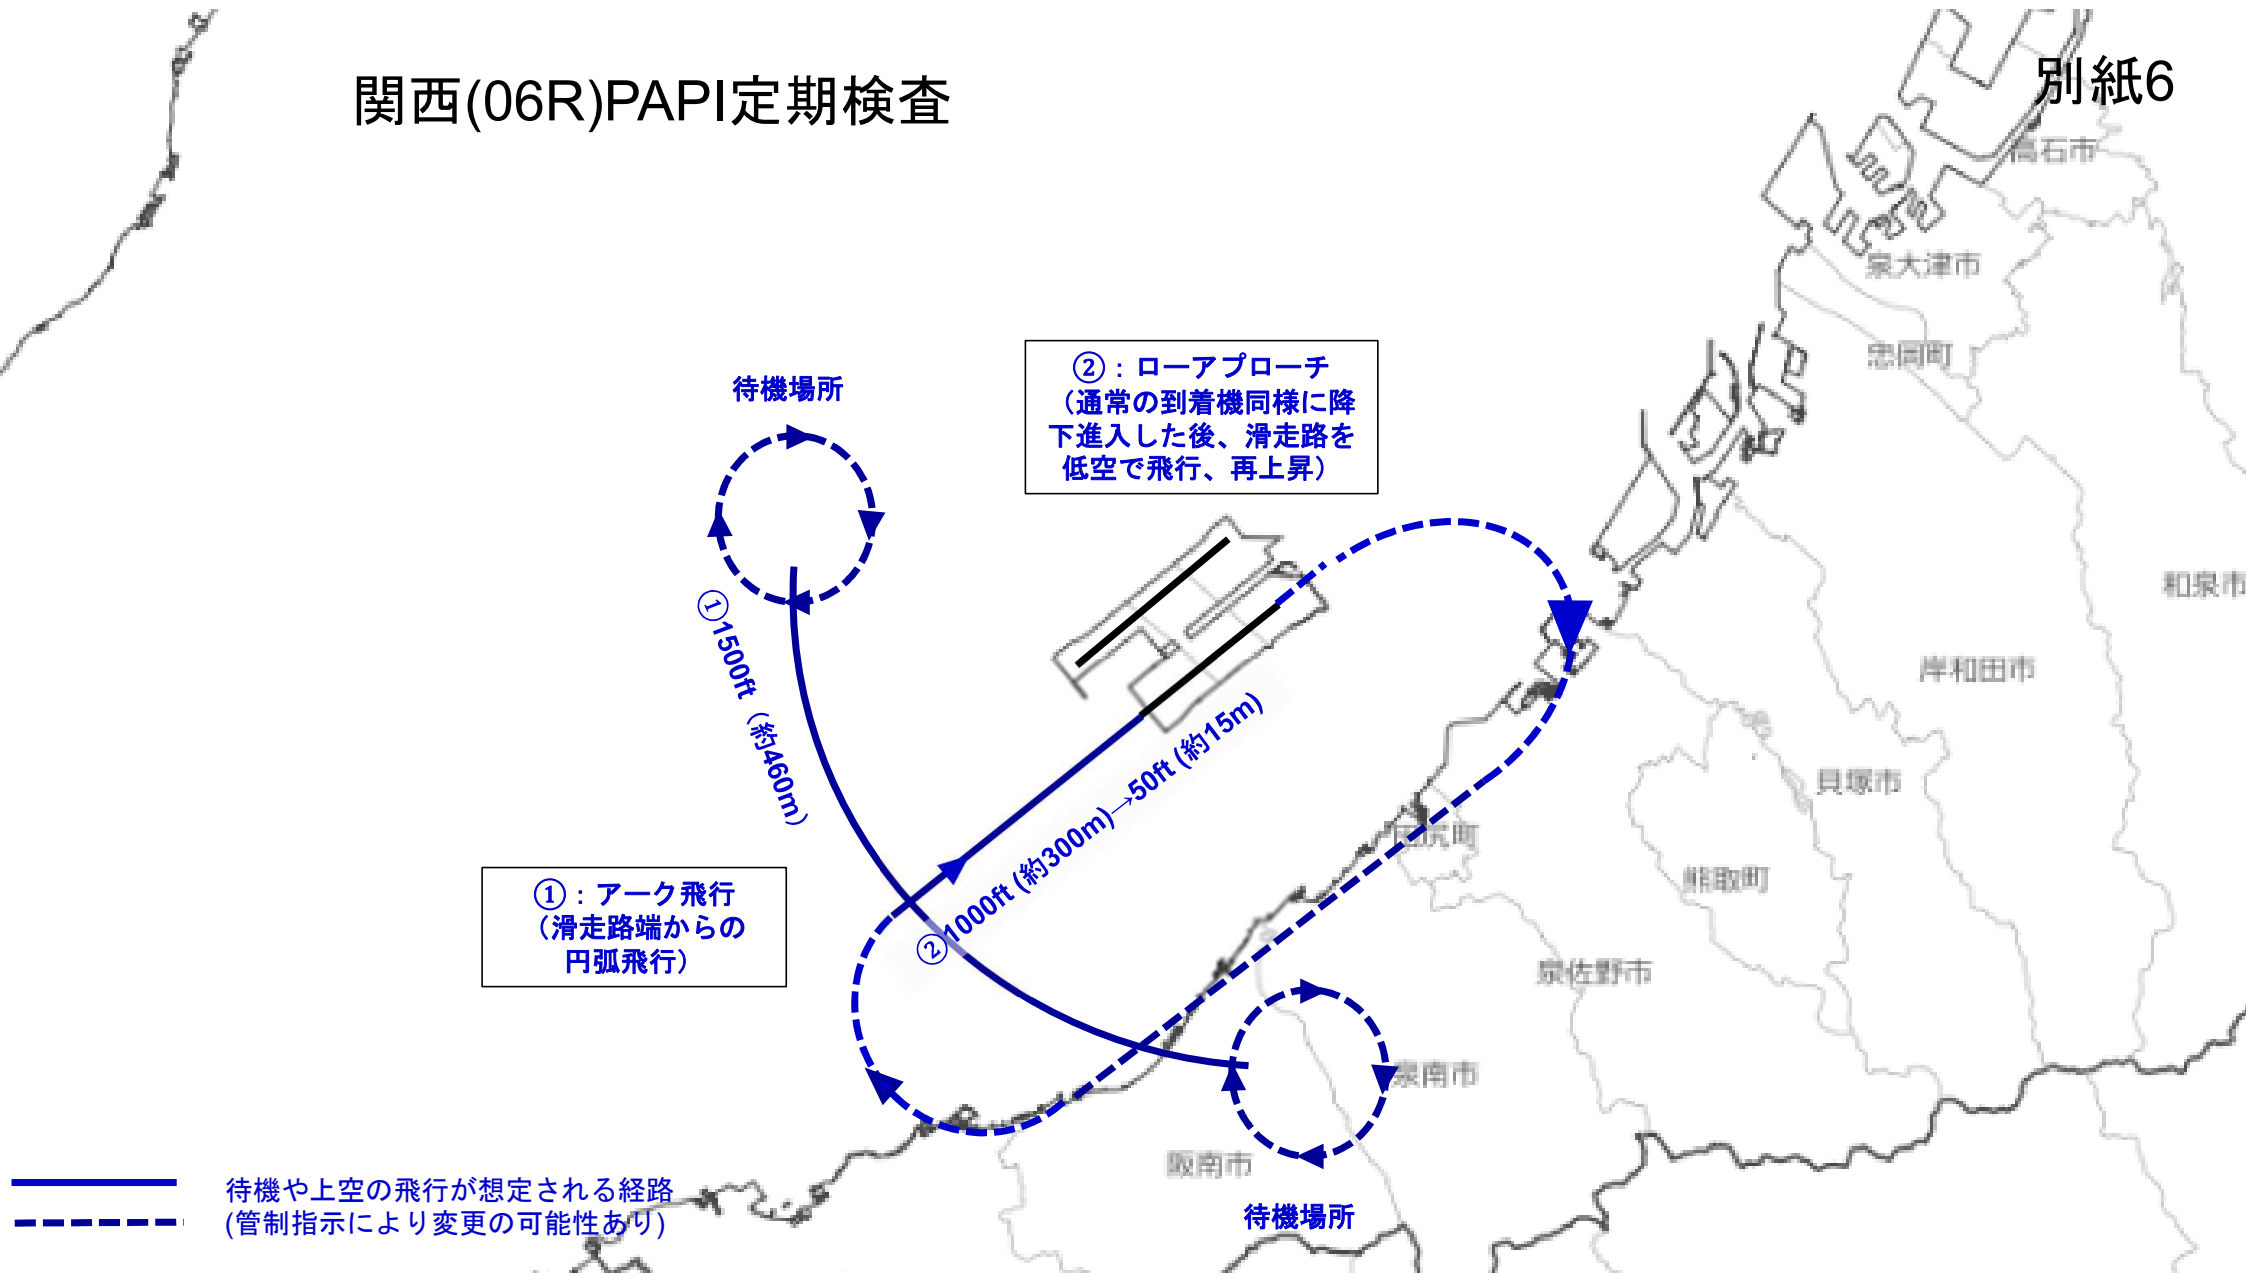 関西(06R)PAPI定期検査
別紙6
高石市
泉大津市
忠岡町
待機場所
②：ローアプローチ
（通常の到着機同様に降
下進入した後、滑走路を
低空で飛行、再上昇）
和泉市
①1500ft（約460m）
岸和田市
②1000ft (約300m)→50ft (約15m)
貝塚市
田尻町
熊取町
①：アーク飛行
（滑走路端からの
円弧飛行）
泉佐野市
泉南市
阪南市
待機場所
待機や上空の飛行が想定される経路
(管制指示により変更の可能性あり)